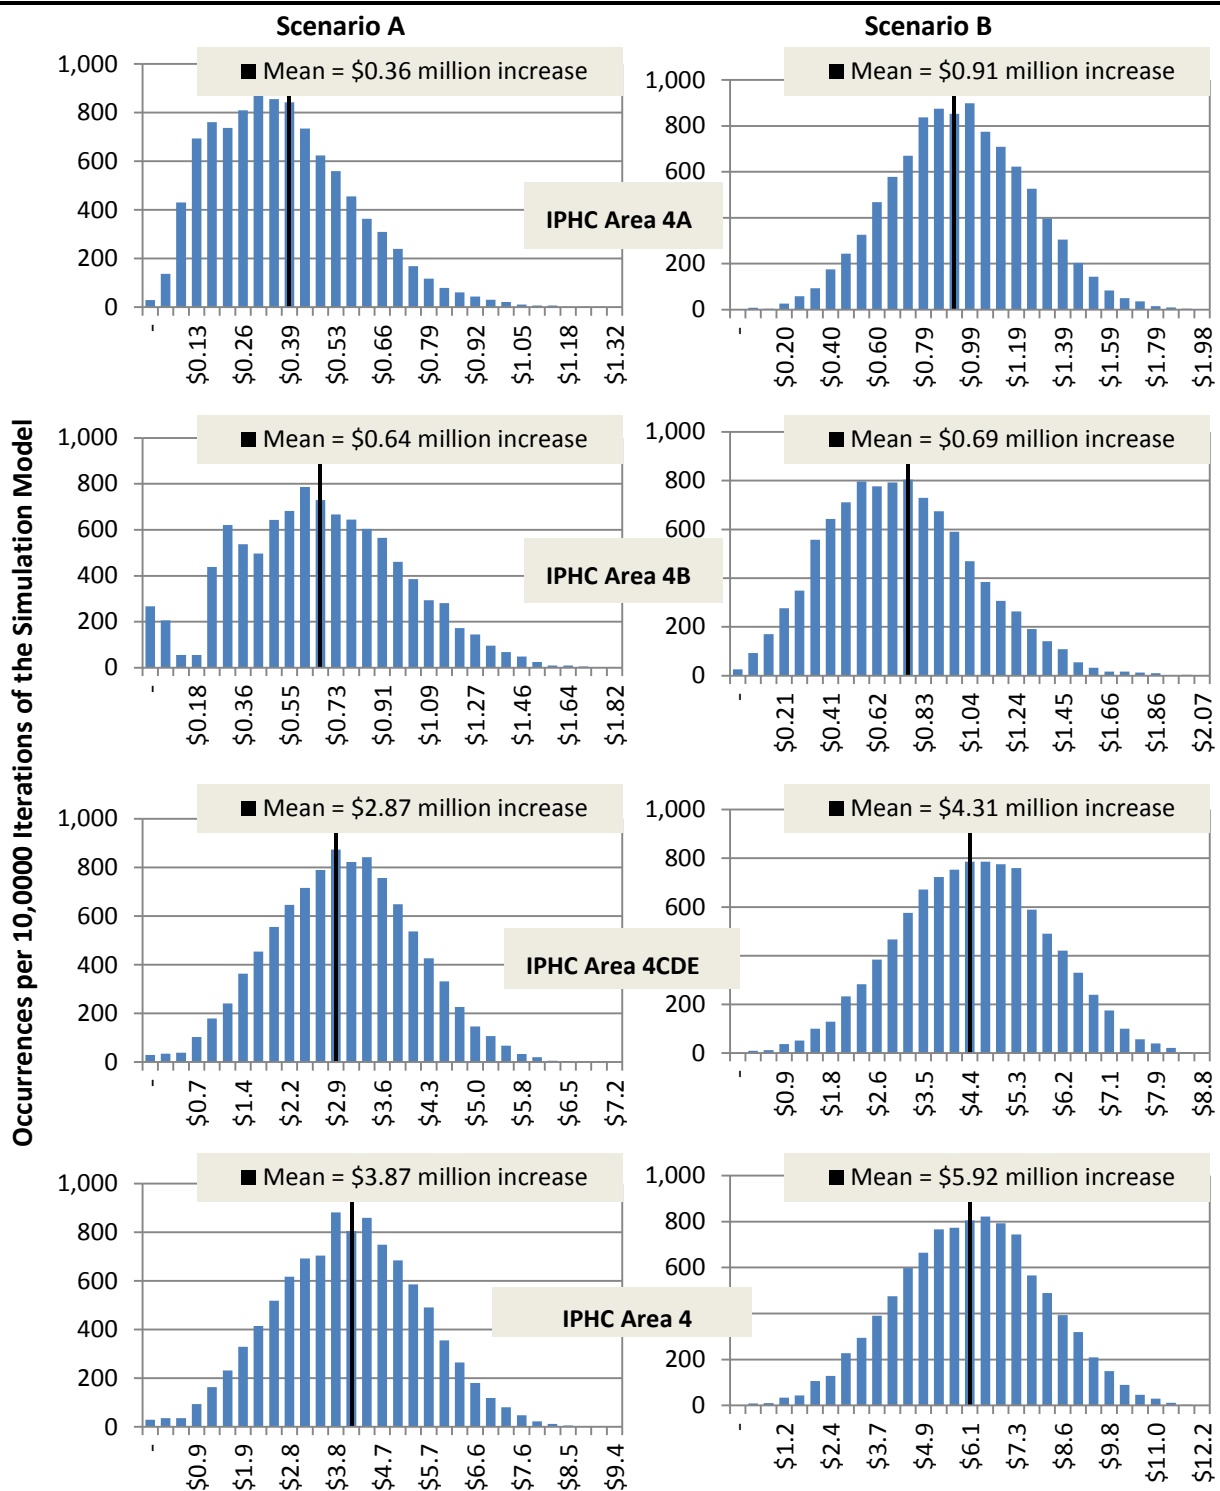 Scenario A
Scenario B
Occurrences per 10,0000 Iterations of the Simulation Model
■ Mean = $0.36 million increase
1,000
800
600
400
200
0
- $0.13 $0.26 $0.39 $0.53 $0.66 $0.79 $0.92 $1.05 $1.18 $1.32
IPHC Area 4A
■ Mean = $0.91 million increase
1,000
800
600
400
200
0
- $0.20 $0.40 $0.60 $0.79 $0.99 $1.19 $1.39 $1.59 $1.79 $1.98
■ Mean = $0.64 million increase
1,000
800
600
400
200
0
- $0.18 $0.36 $0.55 $0.73 $0.91 $1.09 $1.27 $1.46 $1.64 $1.82
IPHC Area 4B
■ Mean = $0.69 million increase
1,000
800
600
400
200
0
- $0.21 $0.41 $0.62 $0.83 $1.04 $1.24 $1.45 $1.66 $1.86 $2.07
■ Mean = $2.87 million increase
1,000
800
600
400
200
0
- $0.7 $1.4 $2.2 $2.9 $3.6 $4.3 $5.0 $5.8 $6.5 $7.2
IPHC Area 4CDE
■ Mean = $4.31 million increase
1,000
800
600
400
200
0
- $0.9 $1.8 $2.6 $3.5 $4.4 $5.3 $6.2 $7.1 $7.9 $8.8
■ Mean = $3.87 million increase
1,000
800
600
400
200
0
- $0.9 $1.9 $2.8 $3.8 $4.7 $5.7 $6.6 $7.6 $8.5 $9.4
IPHC Area 4
■ Mean = $5.92 million increase
1,000
800
600
400
200
0
- $1.2 $2.4 $3.7 $4.9 $6.1 $7.3 $8.6 $9.8 $11.0 $12.2